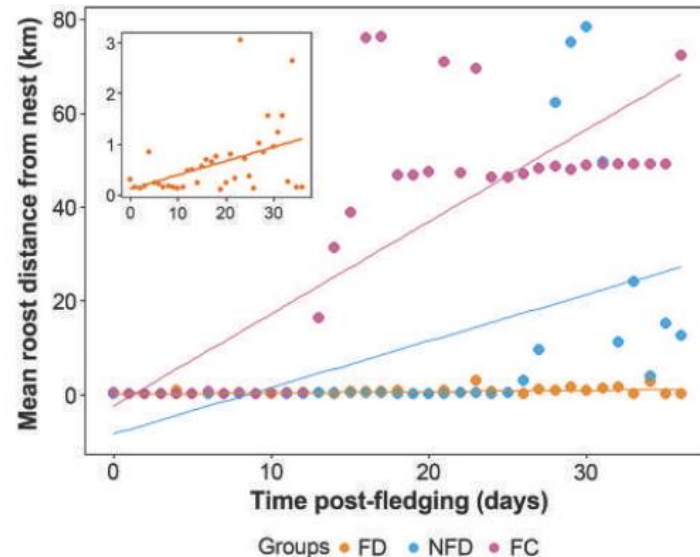 80
60
40
20
0
Mean roost distance from nest (km)
3
2
1
0
0 10 20 30
0 10 20 30
Time post-fledging (days)
Groups FD NFD FC